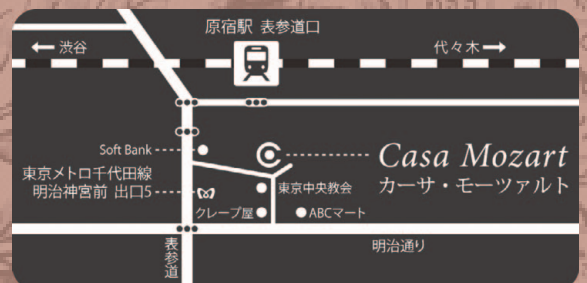 原宿駅 表参道口
← 渋谷
代々木 →
Soft Bank
Casa Mozart
カーサ・モーツァルト
東京メトロ千代田線
明治神宮前 出口5
東京中央教会
クレープ屋
ABCマート
表参道
明治通り